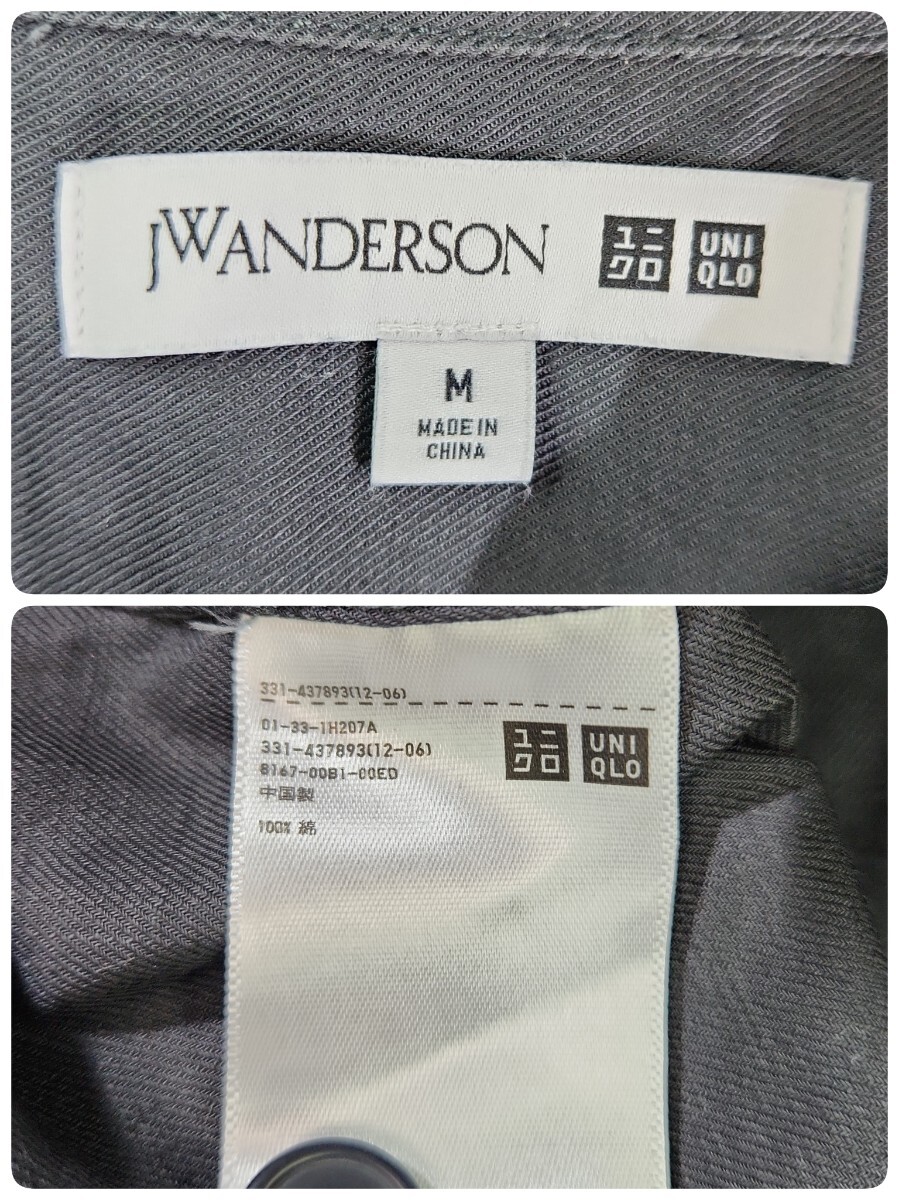 JWANDERSON
ユニ
クロ
UNI
QLO
M
MADE IN
CHINA
331-437893(12-06)
01-33-1H207A
331-437893(12-06)
8167-00B1-00ED
中国製
100% 綿
ユニ
クロ
UNI
QLO